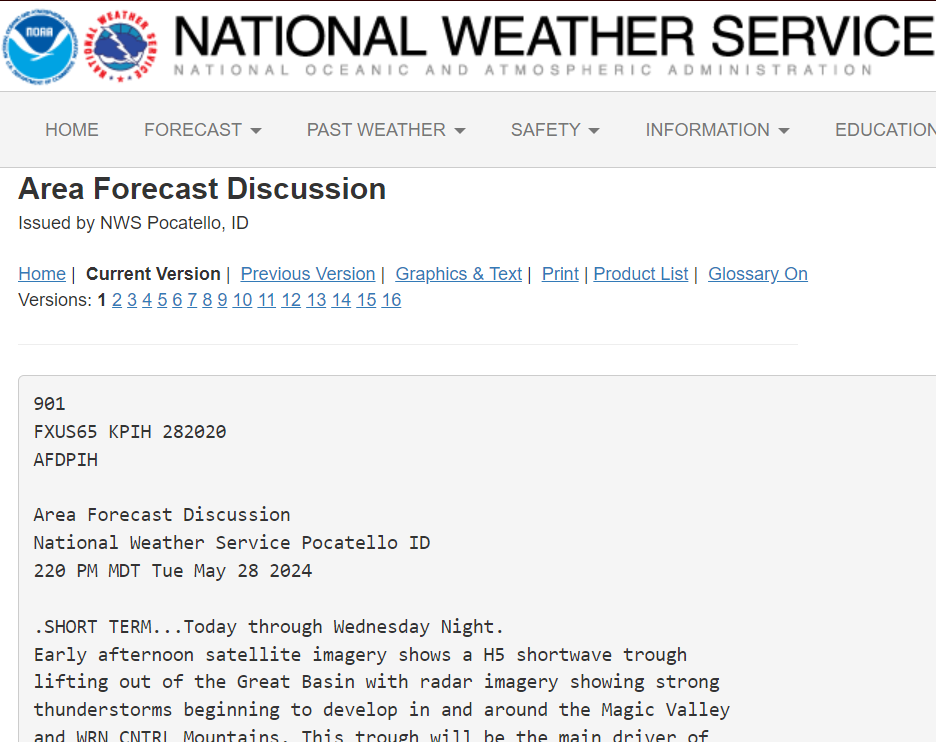 NOAA
NATIONAL WEATHER SERVICE
NATIONAL WEATHER SERVICE
NATIONAL OCEANIC AND ATMOSPHERIC ADMINISTRATION
HOME FORECAST PAST WEATHER SAFETY INFORMATION EDUCATION
Area Forecast Discussion
Issued by NWS Pocatello, ID
Home | Current Version | Previous Version | Graphics & Text | Print | Product List | Glossary On
Versions: 1 2 3 4 5 6 7 8 9 10 11 12 13 14 15 16
901
FXUS65 KPIH 282020
AFDPIH
Area Forecast Discussion
National Weather Service Pocatello ID
220 PM MDT Tue May 28 2024
.SHORT TERM...Today through Wednesday Night.
Early afternoon satellite imagery shows a H5 shortwave trough
lifting out of the Great Basin with radar imagery showing strong
thunderstorms beginning to develop in and around the Magic Valley
and WRN CNTRL Mountains. This trough will be the main driver of